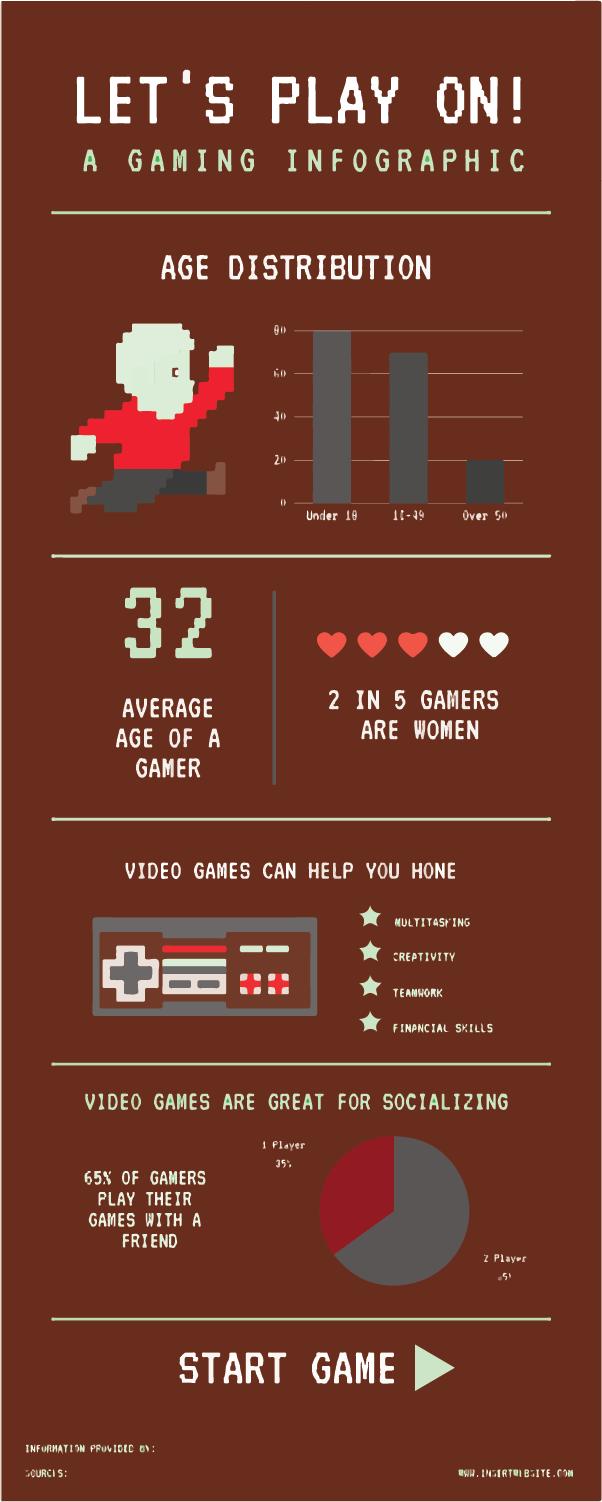 LET'S PLAY ON!
A GAMING INFOGRAPHIC
AGE DISTRIBUTION
80
60
40
20
0
Under 18
Over 50
32
AVERAGE
AGE OF A
GAMER
2 IN 5 GAMERS
ARE WOMEN
VIDEO GAMES CAN HELP YOU HONE
MULTITASKING
CREATIVITY
TEAMWORK
FINANCIAL SKILLS
VIDEO GAMES ARE GREAT FOR SOCIALIZING
65% OF GAMERS
PLAY THEIR
GAMES WITH A
FRIEND
1 Player
35%
2 Player
START GAME
INFORMATION PROVIDED BY:
SOURCES:
WWW.INSERTWEBSITE.COM